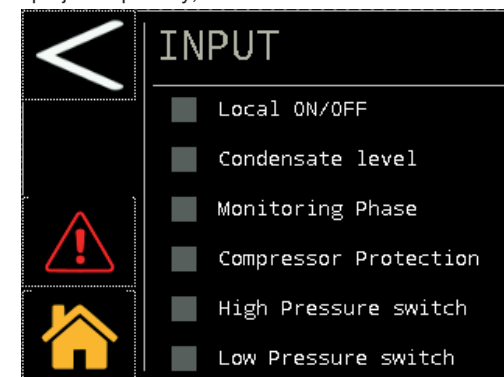 INPUT
Local ON/OFF
Condensate level
Monitoring Phase
Compressor Protection
High Pressure switch
Low Pressure switch